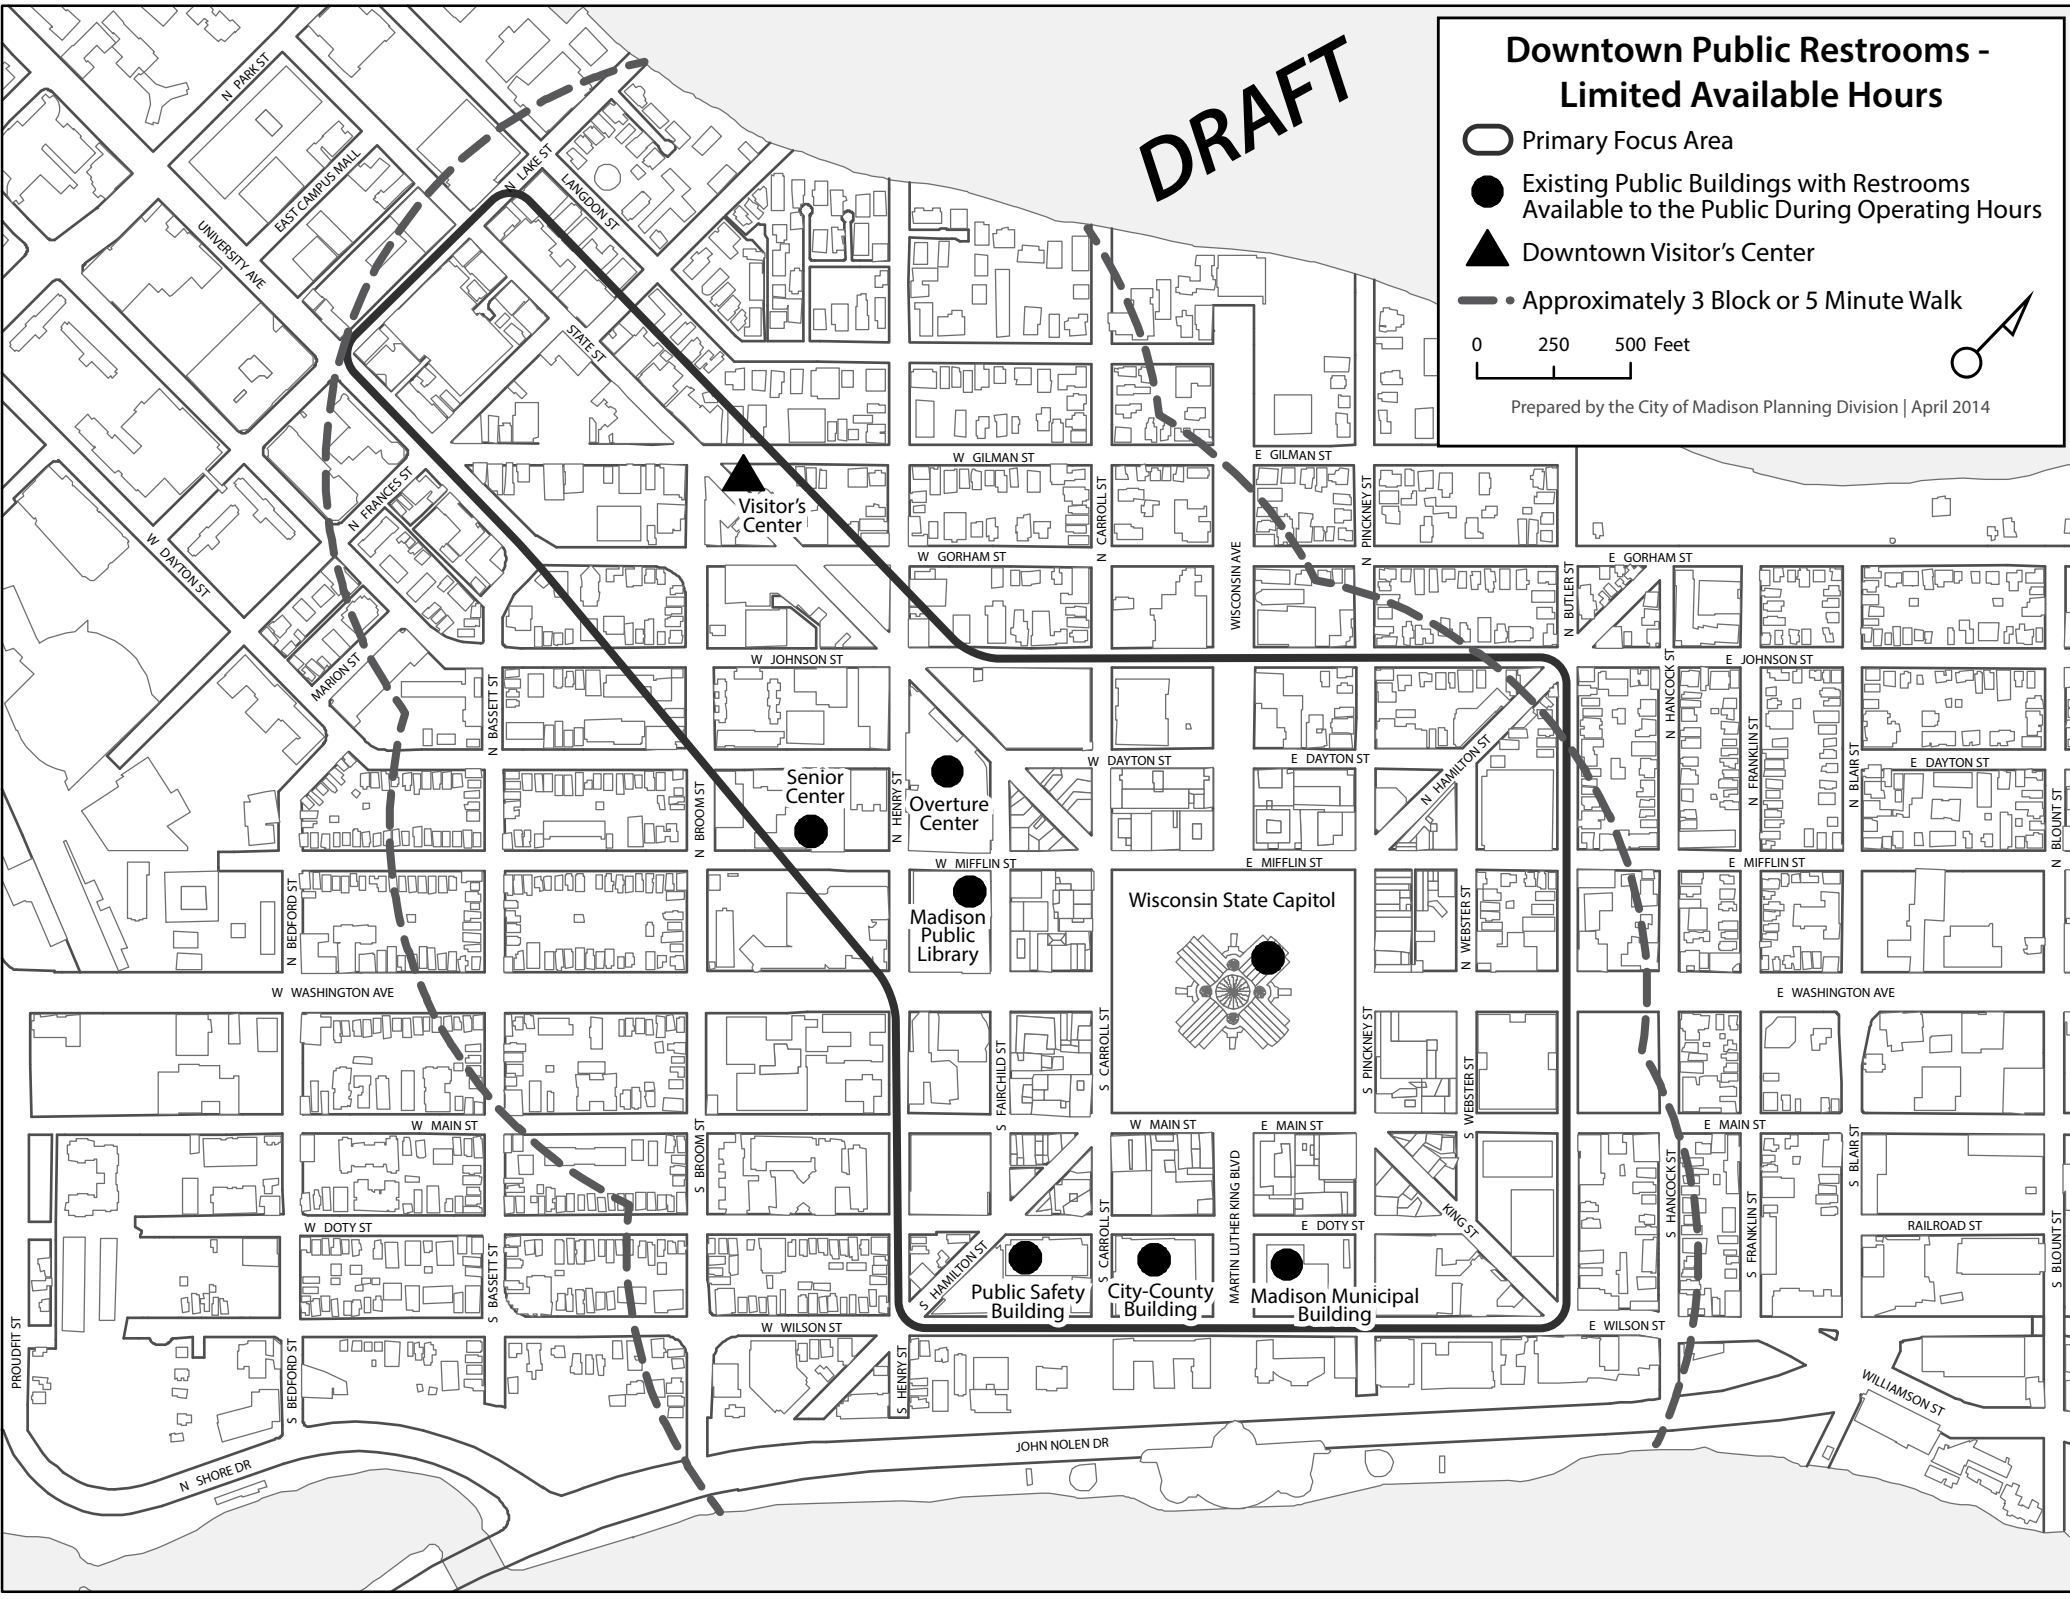 DRAFT
Downtown Public Restrooms -
Limited Available Hours
Primary Focus Area
Existing Public Buildings with Restrooms
Available to the Public During Operating Hours
Downtown Visitor's Center
Approximately 3 Block or 5 Minute Walk
0 250 500 Feet
Prepared by the City of Madison Planning Division | April 2014
N PARK ST
EAST CAMPUS MALL
UNIVERSITY AVE
N LAKE ST
LANGDON ST
STATE ST
N FRANCES ST
W DAYTON ST
MARION ST
W GILMAN ST
E GILMAN ST
Visitor's
Center
N CARROLL ST
WISCONSIN AVE
N PINCKNEY ST
N BUTLER ST
W GORHAM ST
E GORHAM ST
W JOHNSON ST
E JOHNSON ST
N BASSETT ST
N HANCOCK ST
N FRANKLIN ST
N BLAIR ST
N BLOUNT ST
W DAYTON ST
E DAYTON ST
E DAYTON ST
N HAMILTON ST
N BROOM ST
Senior
Center
N HENRY ST
Overture
Center
W MIFFLIN ST
E MIFFLIN ST
E MIFFLIN ST
Madison
Public
Library
Wisconsin State Capitol
N BEDFORD ST
N WEBSTER ST
W WASHINGTON AVE
E WASHINGTON AVE
S FAIRCHILD ST
S CARROLL ST
S PINCKNEY ST
S WEBSTER ST
W MAIN ST
W MAIN ST
E MAIN ST
E MAIN ST
S BROOM ST
MARTIN LUTHER KING BLVD
S HANCOCK ST
S FRANKLIN ST
S BLAIR ST
S BLOUNT ST
W DOTY ST
E DOTY ST
KING ST
RAILROAD ST
S BASSETT ST
S HAMILTON ST
S CARROLL ST
Public Safety
Building
City-County
Building
Madison Municipal
Building
W WILSON ST
E WILSON ST
PROUDFIT ST
S BEDFORD ST
S HENRY ST
WILLIAMSON ST
JOHN NOLEN DR
N SHORE DR